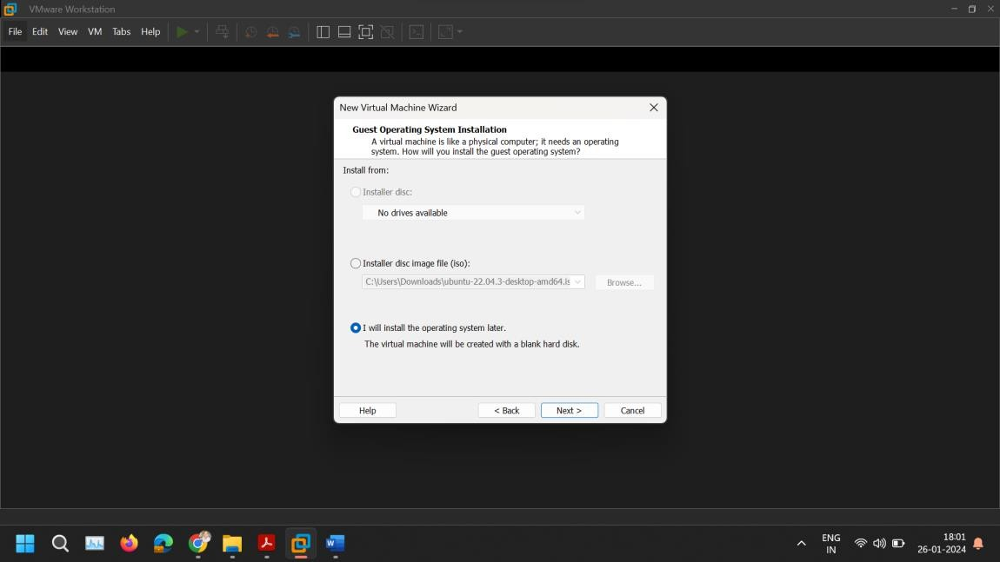 VMware Workstation
File Edit View VM Tabs Help
New Virtual Machine Wizard
Guest Operating System Installation
A virtual machine is like a physical computer; it needs an operating
system. How will you install the guest operating system?
Install from:
Installer disc:
No drives available
Installer disc image file (iso):
C:\Users\Downloads\ubuntu-22.04.3-desktop-amd64.is
Browse...
I will install the operating system later.
The virtual machine will be created with a blank hard disk.
Help < Back Next > Cancel
ENG
IN
18:01
26-01-2024